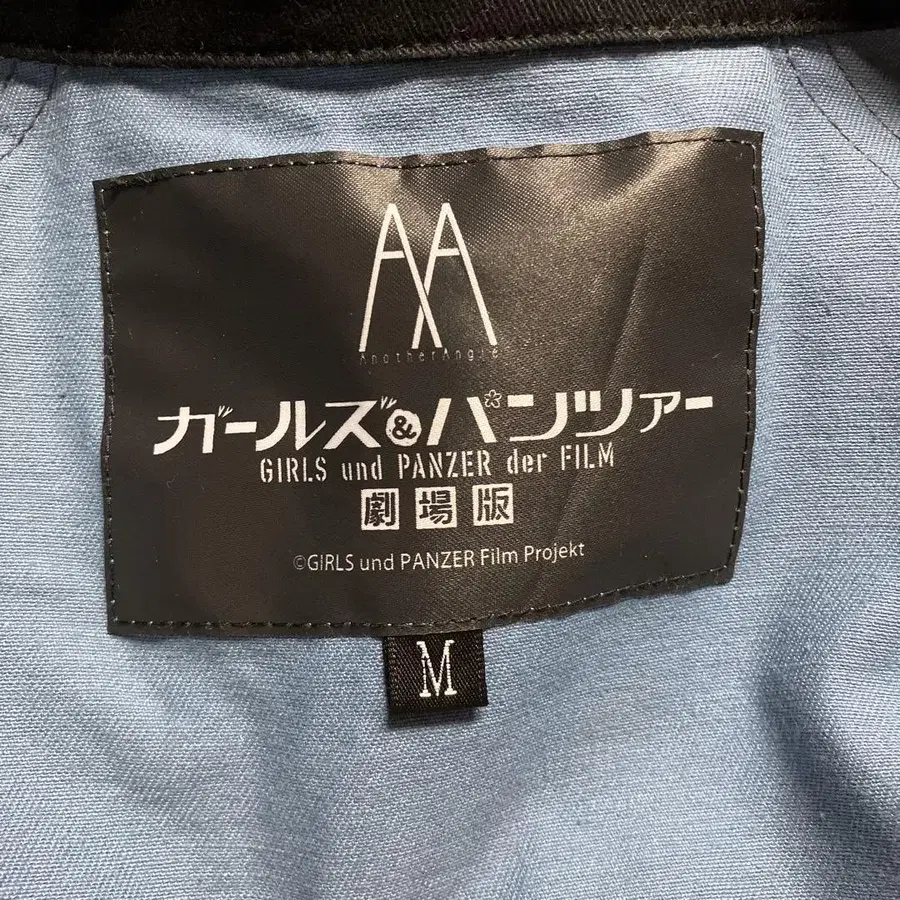 AA
AnotherAngle
ガールズ&パンツァー
GIRLS und PANZER der FILM
劇場版
©GIRLS und PANZER Film Projekt
M